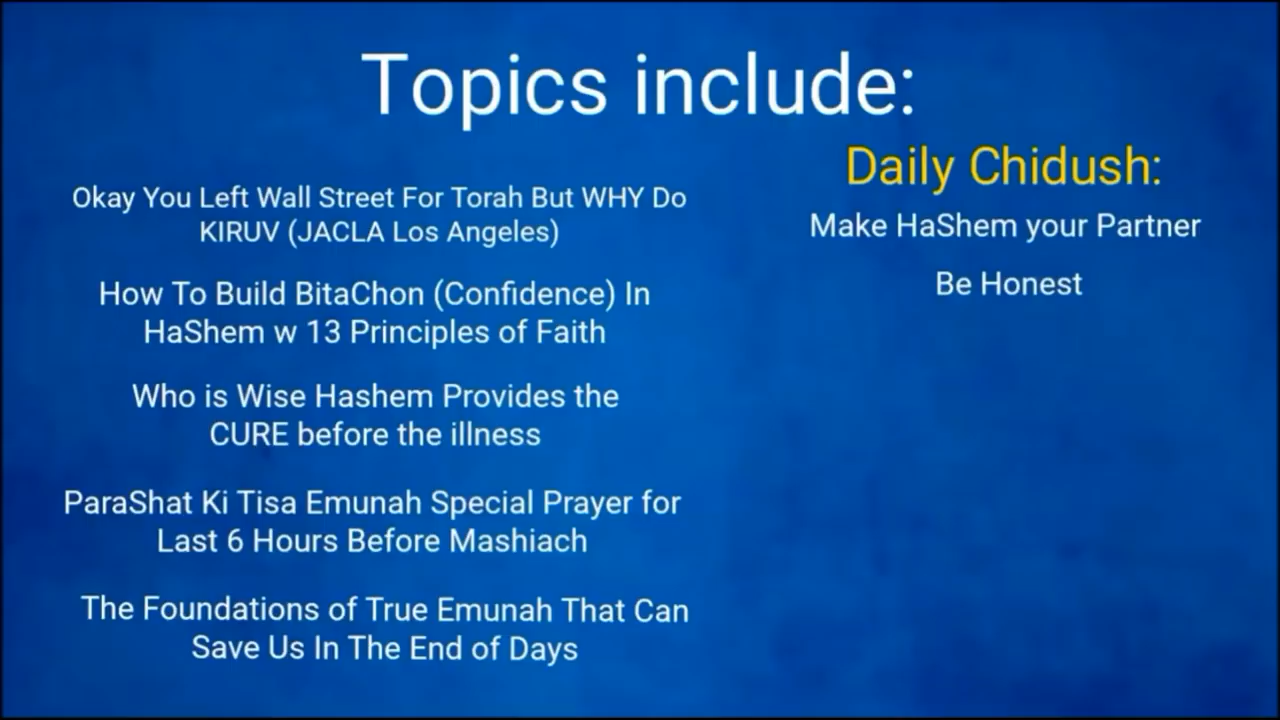 Topics include:
Okay You Left Wall Street For Torah But WHY Do
KIRUV (JACLA Los Angeles)
How To Build BitaChon (Confidence) In
HaShem w 13 Principles of Faith
Who is Wise Hashem Provides the
CURE before the illness
ParaShat Ki Tisa Emunah Special Prayer for
Last 6 Hours Before Mashiach
The Foundations of True Emunah That Can
Save Us In The End of Days
Daily Chidush:
Make HaShem your Partner
Be Honest